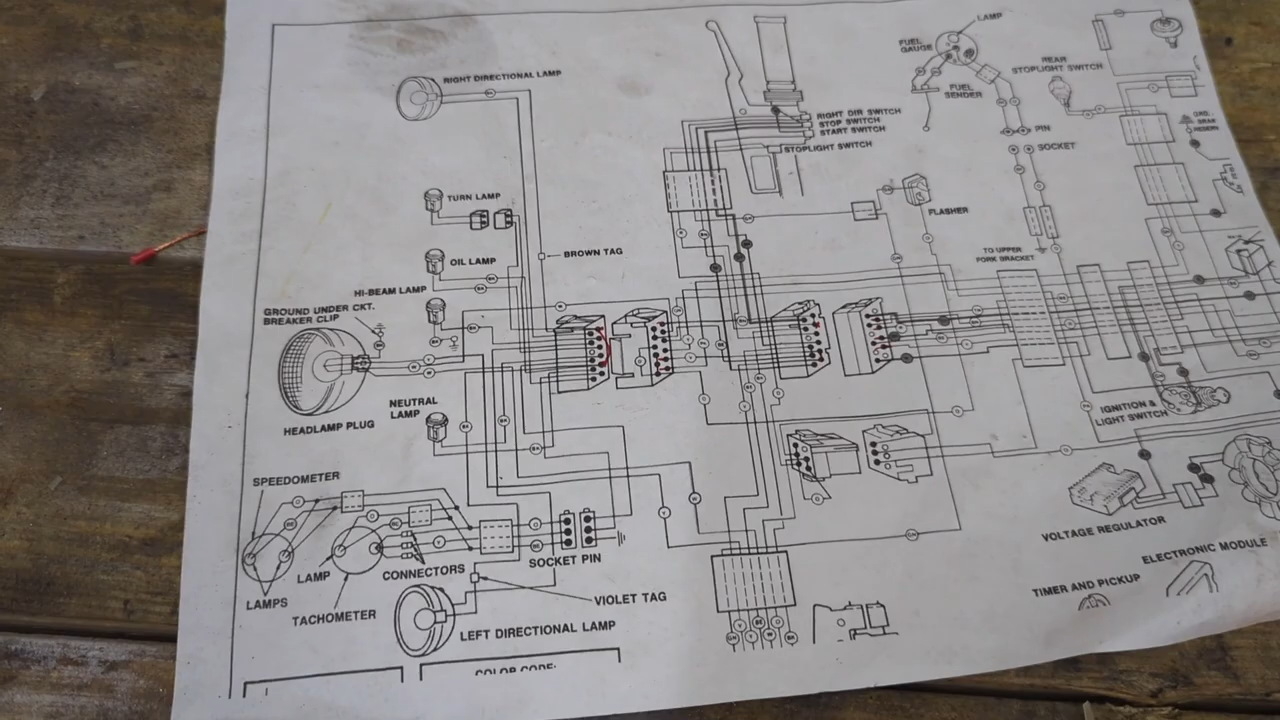 RIGHT DIRECTIONAL LAMP
TURN LAMP
OIL LAMP
HI-BEAM LAMP
GROUND UNDER CKT.
BREAKER CLIP
HEADLAMP PLUG
NEUTRAL
LAMP
BROWN TAG
SPEEDOMETER
LAMP
LAMPS
TACHOMETER
CONNECTORS
SOCKET PIN
VIOLET TAG
LEFT DIRECTIONAL LAMP
COLOR CODE:
RIGHT DIR SWITCH
STOP SWITCH
START SWITCH
STOPLIGHT SWITCH
FLASHER
LAMP
FUEL
GAUGE
FUEL
SENDER
REAR
STOPLIGHT SWITCH
PIN
SOCKET
TO UPPER
FORK BRACKET
IGNITION &
LIGHT SWITCH
VOLTAGE REGULATOR
ELECTRONIC MODULE
TIMER AND PICKUP